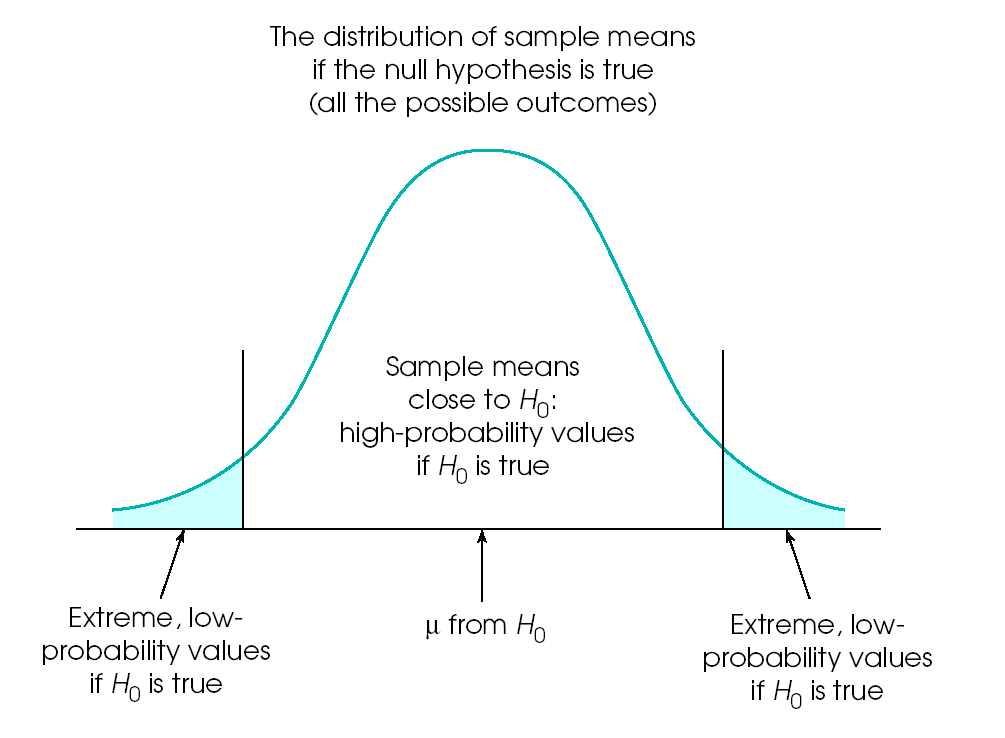 The distribution of sample means
if the null hypothesis is true
(all the possible outcomes)
Sample means
close to H₀:
high-probability values
if H₀ is true
Extreme, low-
probability values
if H₀ is true
μ from H₀
Extreme, low-
probability values
if H₀ is true